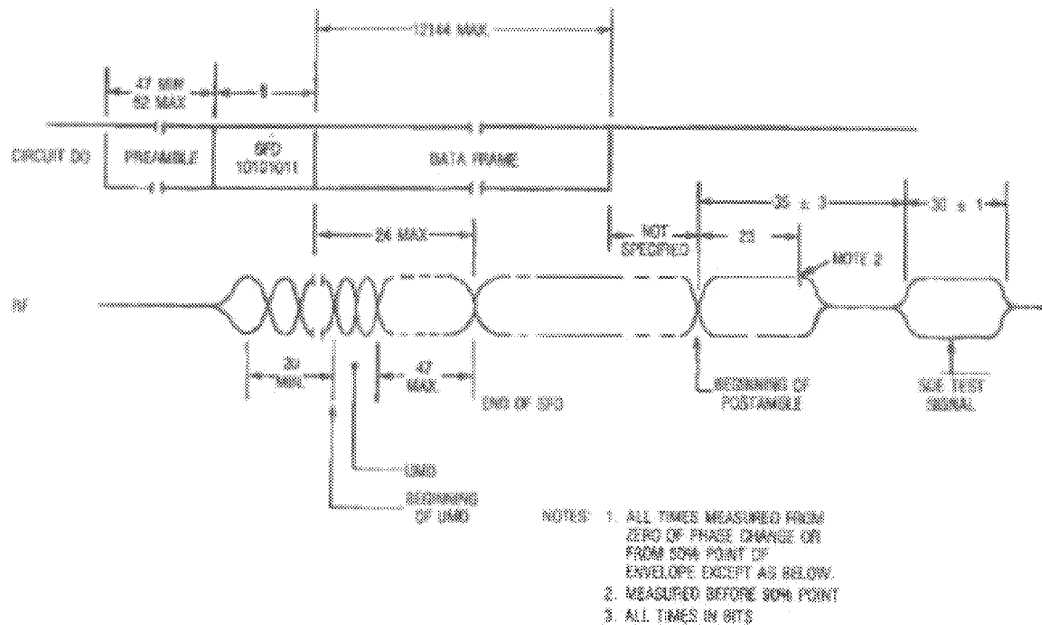 12144 MAX.
47 MIN
62 MAX
8
CIRCUIT DO
PREAMBLE
SFD
10101011
DATA FRAME
35 ± 3
30 ± 1
24 MAX
NOT
SPECIFIED
23
NOTE 2
RF
MIN.
47
MAX.
END OF SFD
BEGINNING OF
POSTAMBLE
SEE TEST
SIGNAL
UMD
BEGINNING
OF UMD
NOTES: 1. ALL TIMES MEASURED FROM
ZERO OF PHASE CHANGE OR
FROM 50% POINT OF
ENVELOPE EXCEPT AS BELOW.
2. MEASURED BEFORE 90% POINT
3. ALL TIMES IN BITS